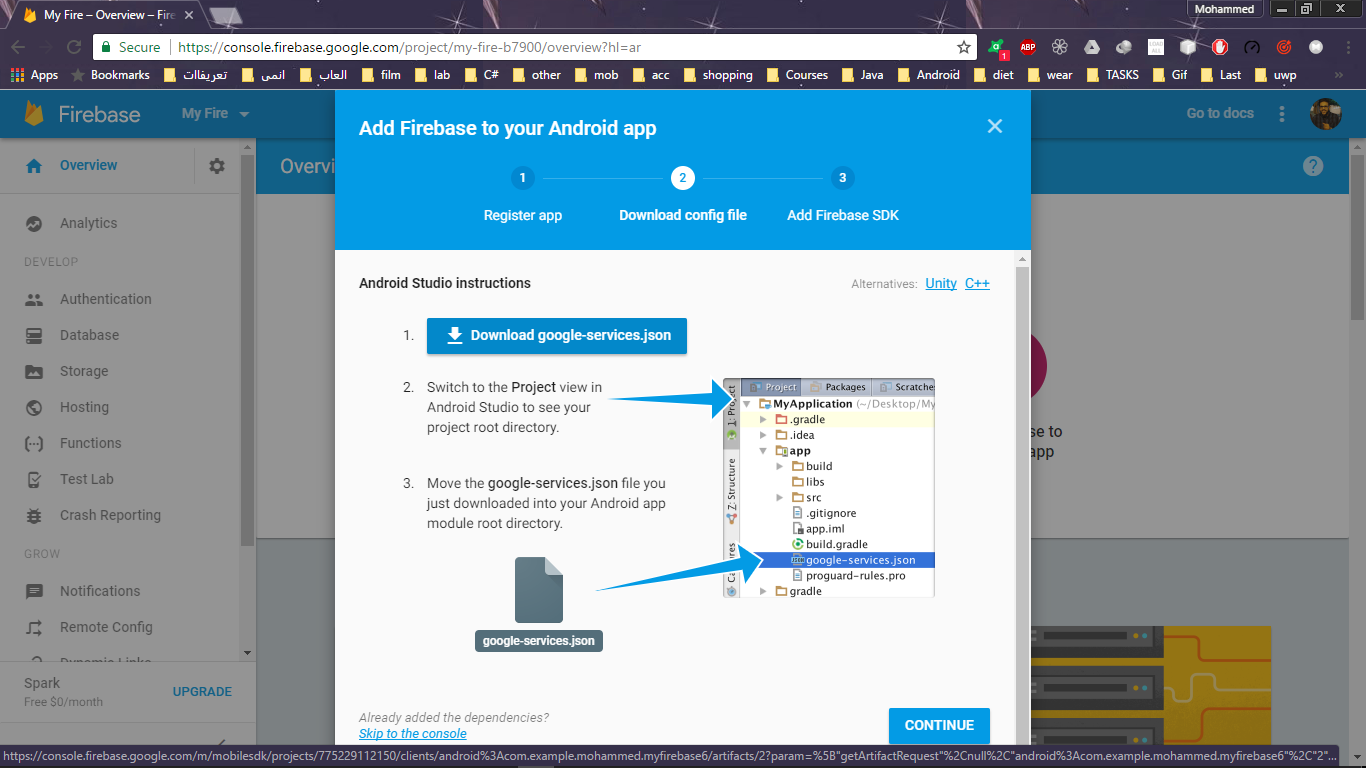 My Fire – Overview – Fire
Mohammed
Secure
https://console.firebase.google.com/project/my-fire-b7900/overview?hl=ar
ABP
1
Apps
Bookmarks
تعريفات
انمى
العاب
film
lab
C#
other
mob
acc
shopping
Courses
Java
Android
diet
wear
TASKS
Gif
Last
uwp
»
Firebase
My Fire
Go to docs
Overview
Overvi
?
Analytics
DEVELOP
Authentication
Database
Storage
Hosting
Functions
Test Lab
Crash Reporting
GROW
Notifications
Remote Config
Dynamic Links
Spark
Free $0/month
UPGRADE
Add Firebase to your Android app
1
2
3
Register app
Download config file
Add Firebase SDK
Android Studio instructions
Alternatives: Unity C++
1. Download google-services.json
2. Switch to the Project view in
Android Studio to see your
project root directory.
3. Move the google-services.json file you
just downloaded into your Android app
module root directory.
google-services.json
Project
Packages
Scratches
1: Project
Z: Structure
MyApplication (~/Desktop/My
.gradle
.idea
app
build
libs
src
.gitignore
app.iml
build.gradle
google-services.json
proguard-rules.pro
gradle
se to
app
Already added the dependencies?
Skip to the console
CONTINUE
https://console.firebase.google.com/m/mobilesdk/projects/775229112150/clients/android%3Acom.example.mohammed.myfirebase6/artifacts/2?param=%5B"getArtifactRequest"%2Cnull%2C"android%3Acom.example.mohammed.myfirebase6"%2C"2"...